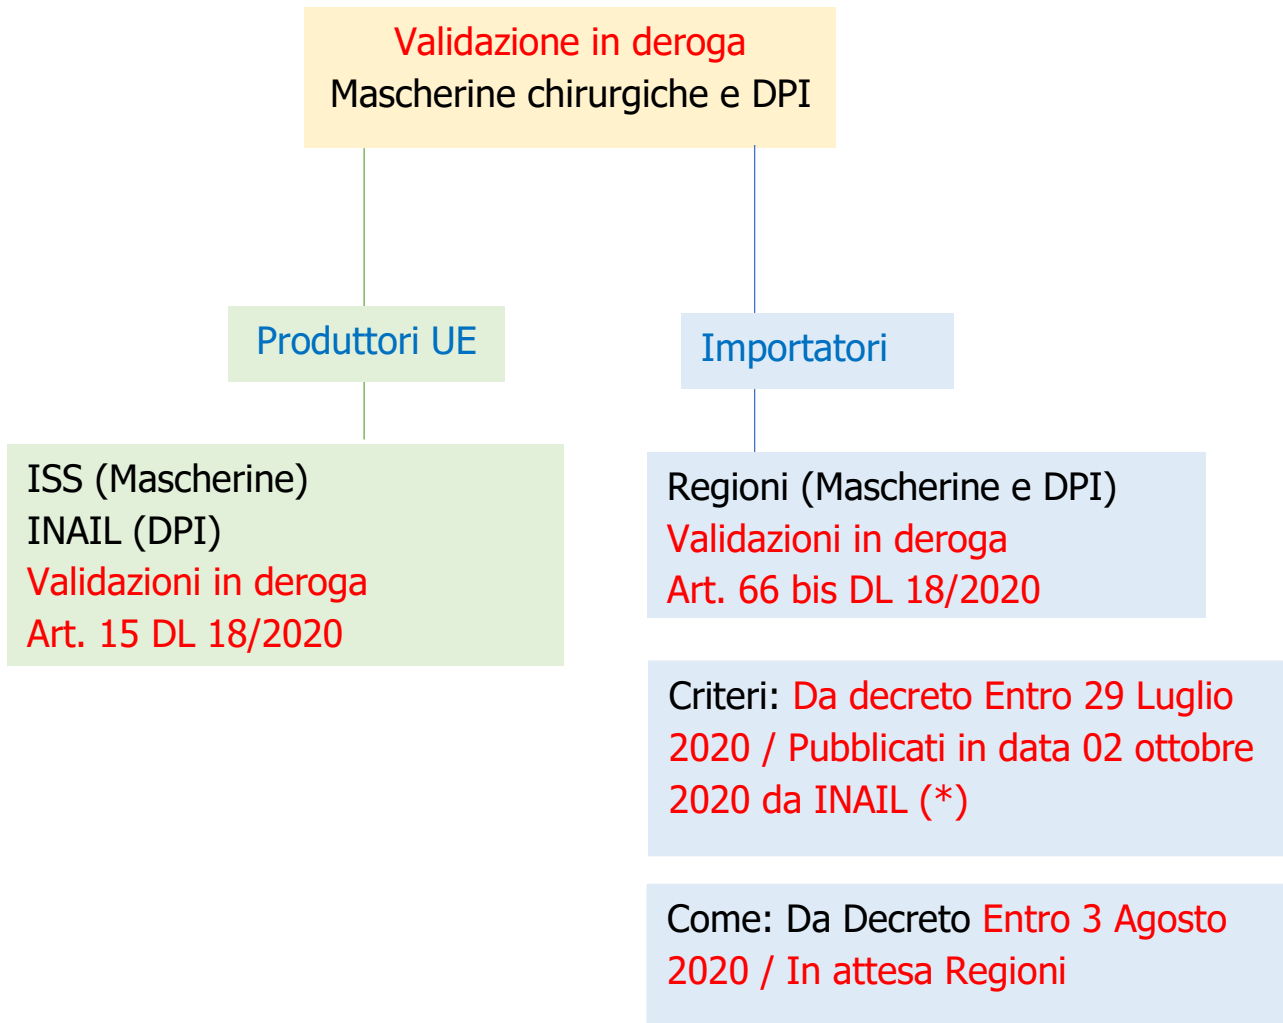 Validazione in deroga
Mascherine chirurgiche e DPI
Produttori UE
Importatori
ISS (Mascherine)
INAIL (DPI)
Validazioni in deroga
Art. 15 DL 18/2020
Regioni (Mascherine e DPI)
Validazioni in deroga
Art. 66 bis DL 18/2020
Criteri: Da decreto Entro 29 Luglio
2020 / Pubblicati in data 02 ottobre
2020 da INAIL (*)
Come: Da Decreto Entro 3 Agosto
2020 / In attesa Regioni